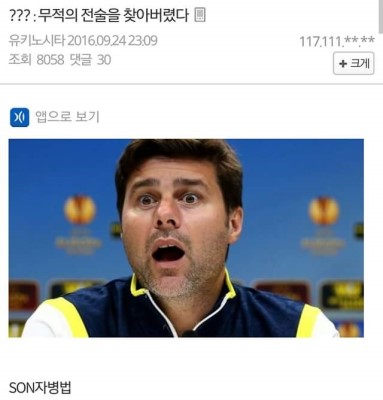 ??? : 무적의 전술을 찾아버렸다
유키노시타 2016.09.24 23:09
117.111.**.**
조회 8058 댓글 30
+ 크게
앱으로 보기
SON자병법